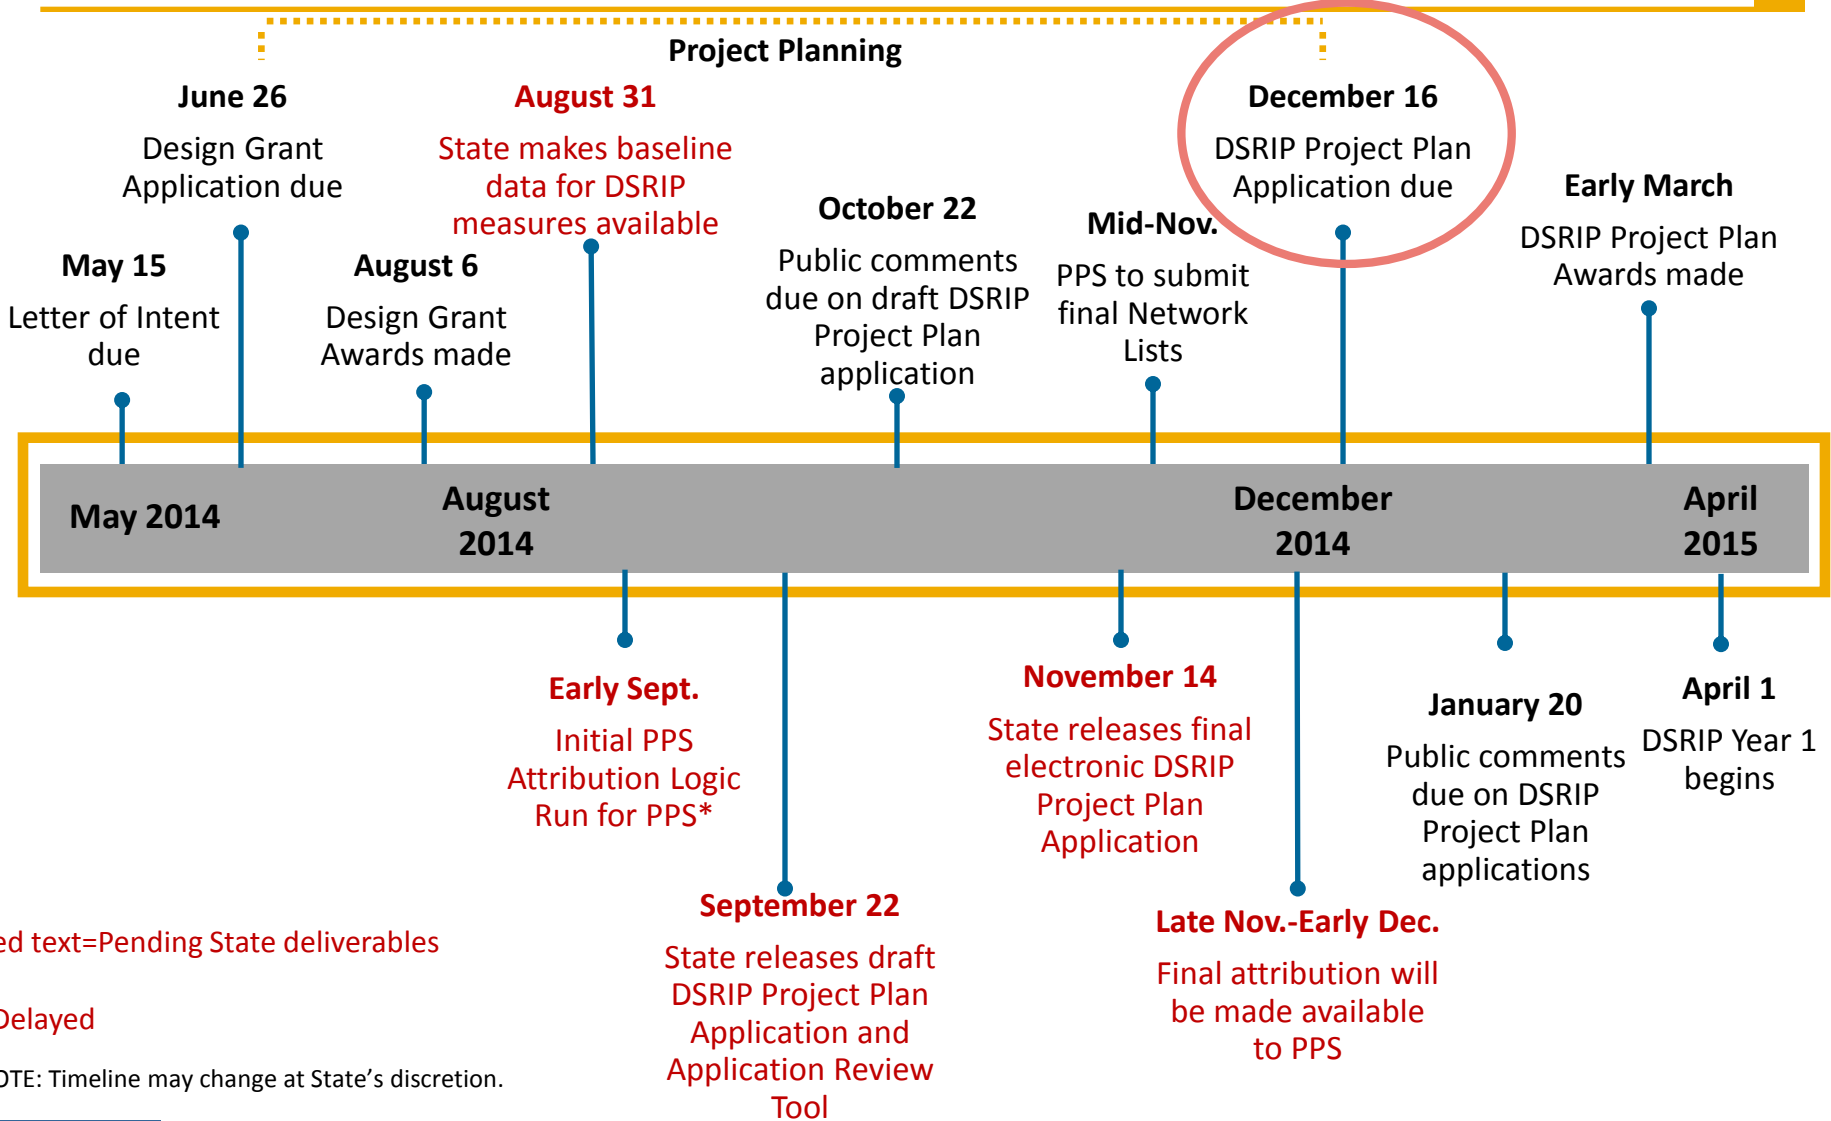 Project Planning
June 26
Design Grant
Application due
August 31
State makes baseline
data for DSRIP
measures available
December 16
DSRIP Project Plan
Application due
May 15
Letter of Intent
due
August 6
Design Grant
Awards made
October 22
Public comments
due on draft DSRIP
Project Plan
application
Mid-Nov.
PPS to submit
final Network
Lists
Early March
DSRIP Project Plan
Awards made
May 2014
August
2014
December
2014
April
2015
Early Sept.
Initial PPS
Attribution Logic
Run for PPS*
September 22
State releases draft
DSRIP Project Plan
Application and
Application Review
Tool
November 14
State releases final
electronic DSRIP
Project Plan
Application
Late Nov.-Early Dec.
Final attribution will
be made available
to PPS
January 20
Public comments
due on DSRIP
Project Plan
applications
April 1
DSRIP Year 1
begins
ed text=Pending State deliverables
Delayed
OTE: Timeline may change at State's discretion.